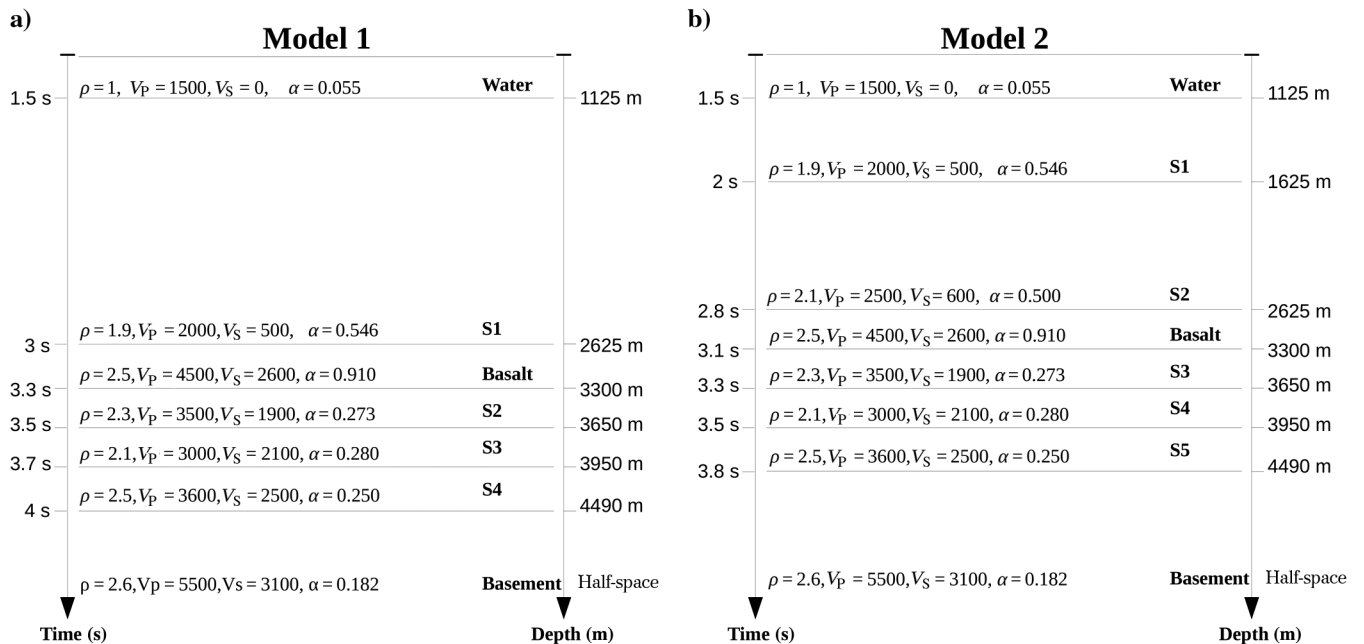 a)
Model 1
ρ = 1, VP = 1500, VS = 0, α = 0.055 Water
1.5 s 1125 m
ρ = 1.9, VP = 2000, VS = 500, α = 0.546 S1
3 s 2625 m
ρ = 2.5, VP = 4500, VS = 2600, α = 0.910 Basalt
3.3 s 3300 m
ρ = 2.3, VP = 3500, VS = 1900, α = 0.273 S2
3.5 s 3650 m
ρ = 2.1, VP = 3000, VS = 2100, α = 0.280 S3
3.7 s 3950 m
ρ = 2.5, VP = 3600, VS = 2500, α = 0.250 S4
4 s 4490 m
ρ = 2.6, Vp = 5500, Vs = 3100, α = 0.182 Basement Half-space
Time (s) Depth (m)
b)
Model 2
ρ = 1, VP = 1500, VS = 0, α = 0.055 Water
1.5 s 1125 m
ρ = 1.9, VP = 2000, VS = 500, α = 0.546 S1
2 s 1625 m
ρ = 2.1, VP = 2500, VS = 600, α = 0.500 S2
2.8 s 2625 m
ρ = 2.5, VP = 4500, VS = 2600, α = 0.910 Basalt
3.1 s 3300 m
ρ = 2.3, VP = 3500, VS = 1900, α = 0.273 S3
3.3 s 3650 m
ρ = 2.1, VP = 3000, VS = 2100, α = 0.280 S4
3.5 s 3950 m
ρ = 2.5, VP = 3600, VS = 2500, α = 0.250 S5
3.8 s 4490 m
ρ = 2.6, VP = 5500, VS = 3100, α = 0.182 Basement Half-space
Time (s) Depth (m)